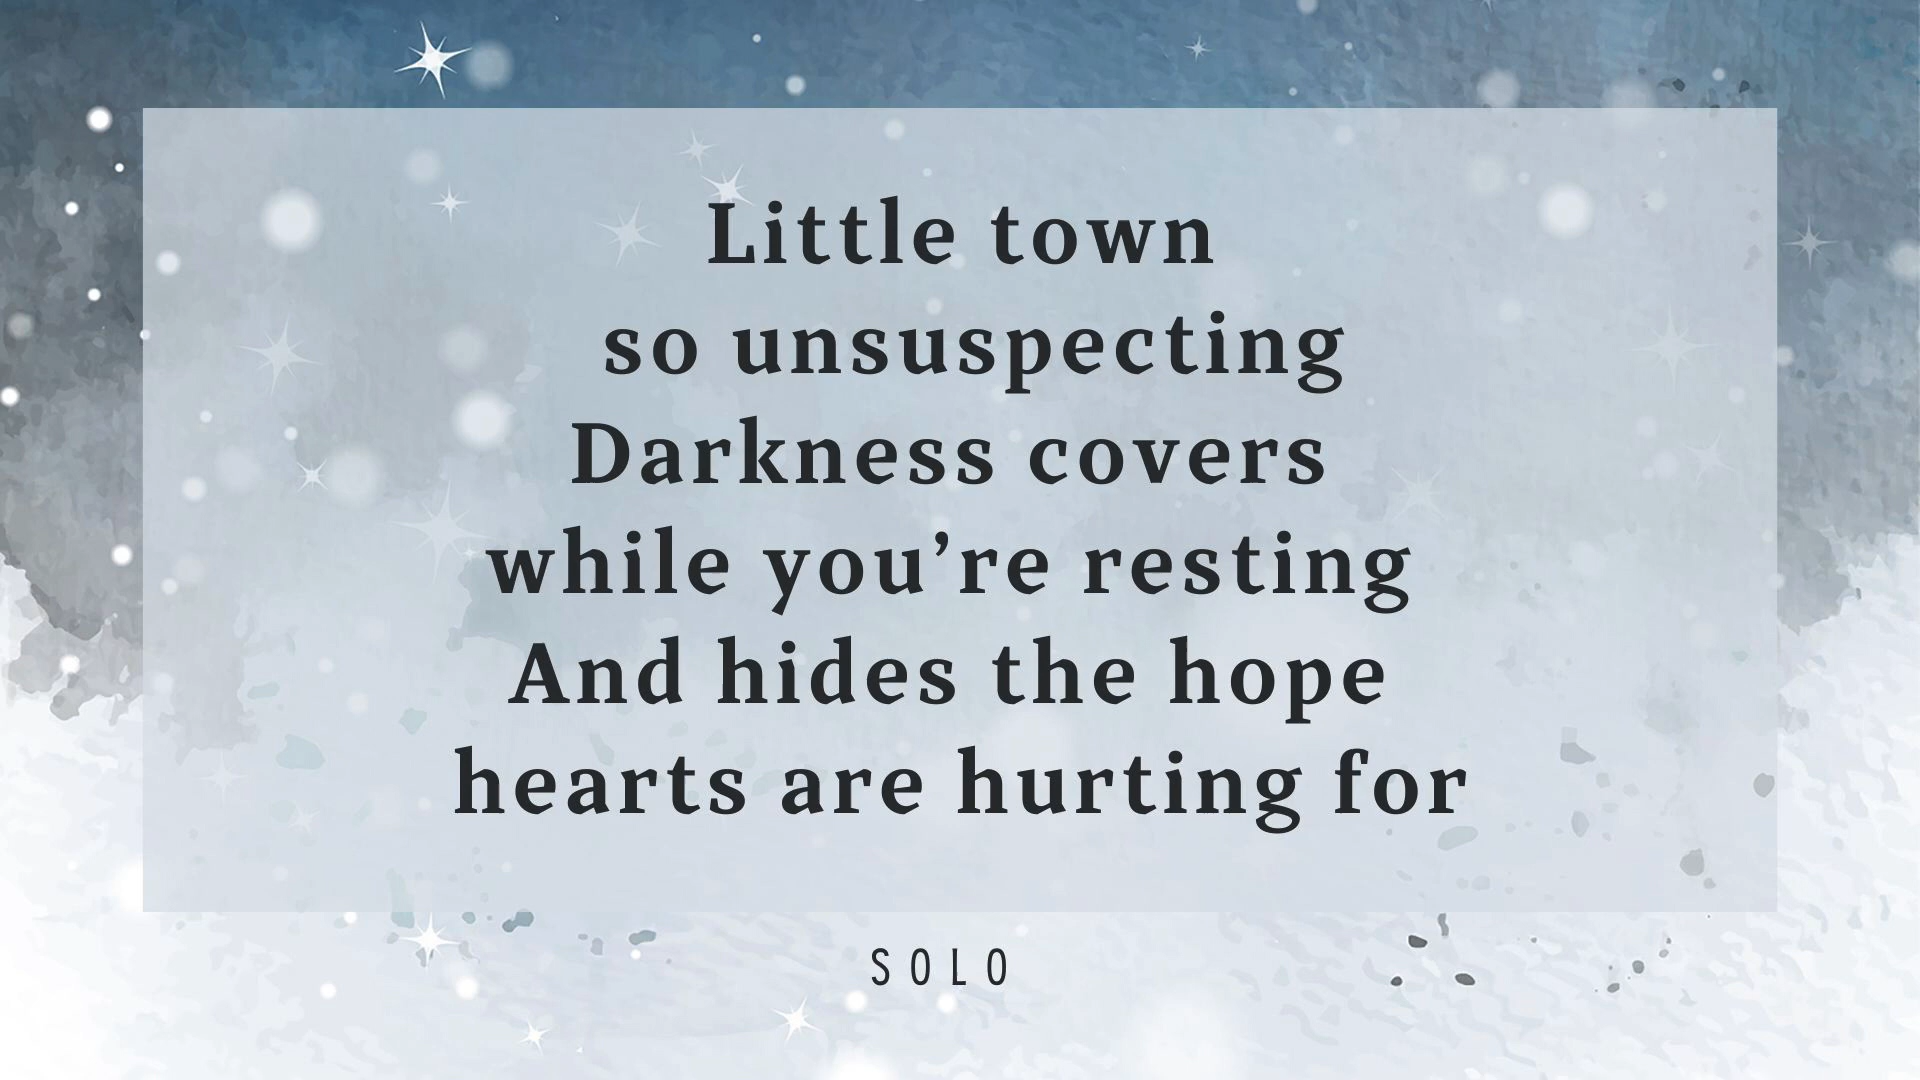 Little town
so unsuspecting
Darkness covers
while you’re resting
And hides the hope
hearts are hurting for
SOLO